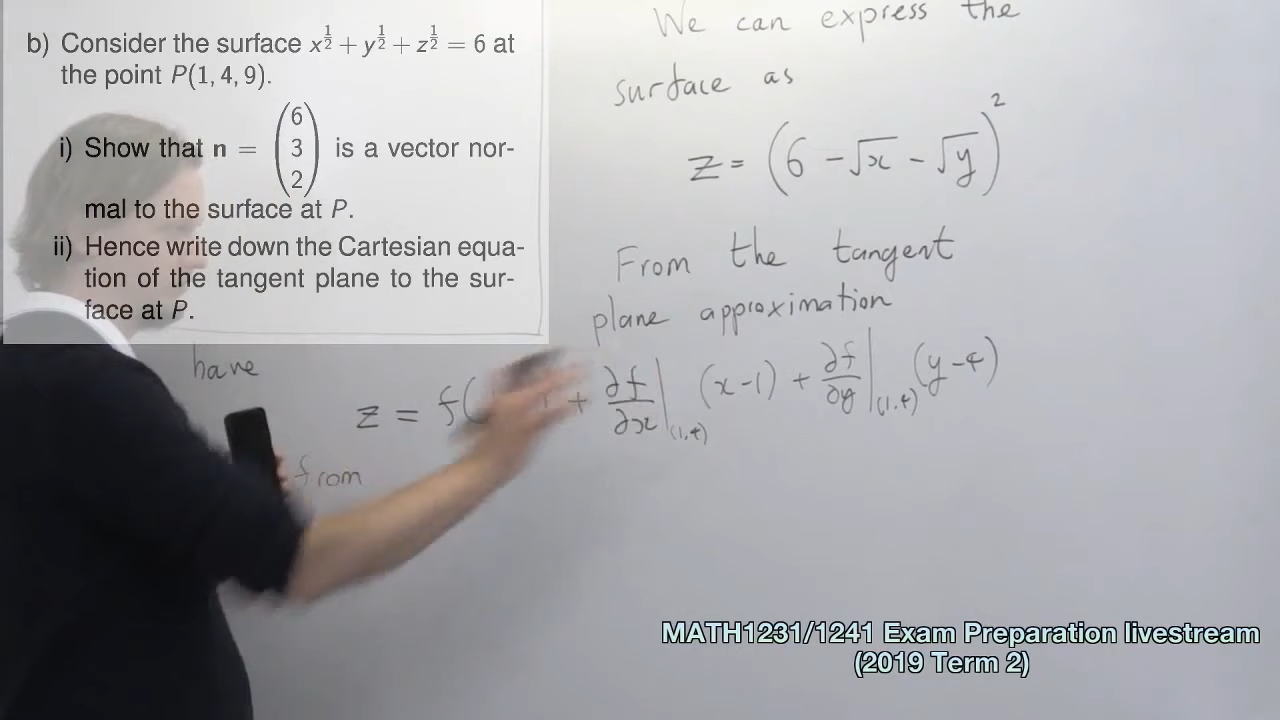 b) Consider the surface x^{1/2} + y^{1/2} + z^{1/2} = 6 at
the point P(1, 4, 9).
i) Show that n = (6 3 2) is a vector nor-
mal to the surface at P.
ii) Hence write down the Cartesian equa-
tion of the tangent plane to the sur-
face at P.
We can express the
surface as
z = (6 - √x - √y)^2
From the tangent
plane approximation
have
z = f( + ∂f/∂x|_(1,4) (x-1) + ∂f/∂y|_(1,4) (y-4)
from
MATH1231/1241 Exam Preparation livestream
(2019 Term 2)